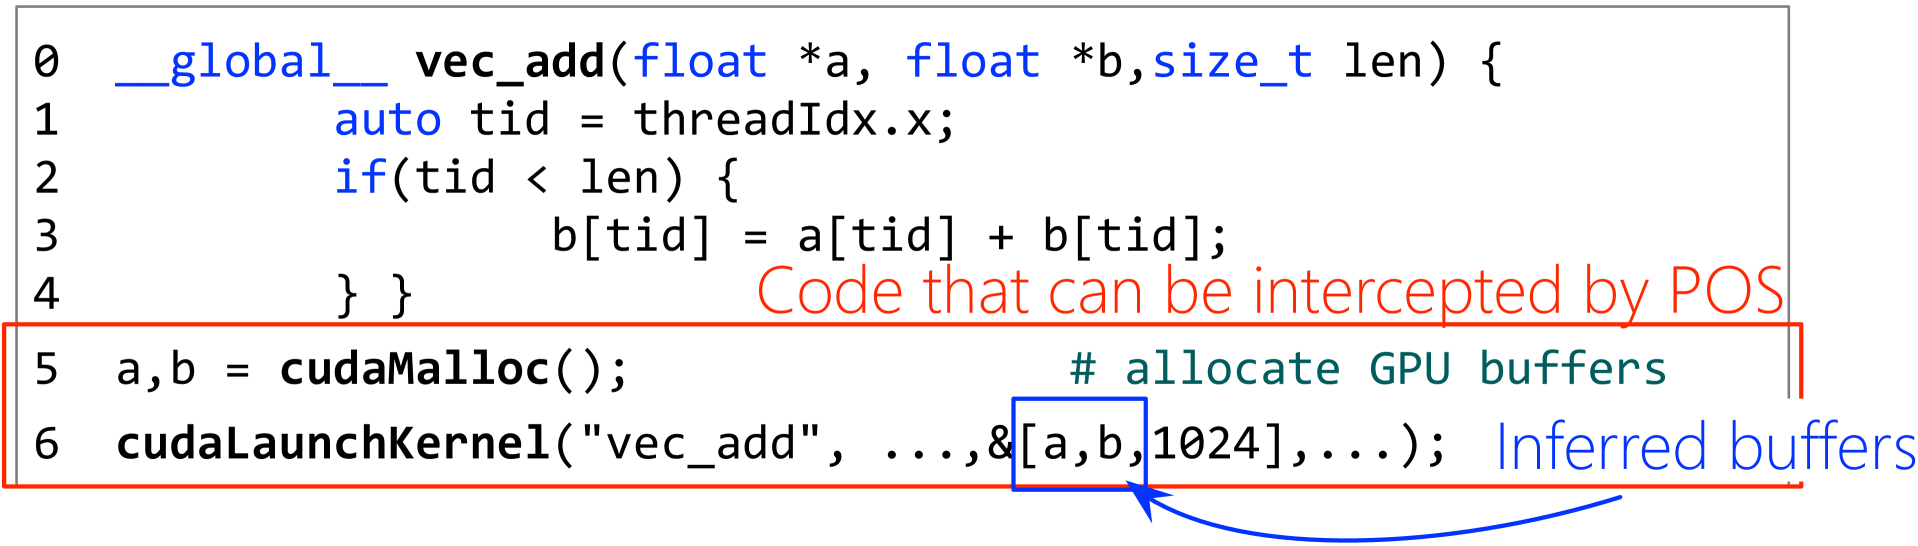 0 __global__ vec_add(float *a, float *b,size_t len) {
1 auto tid = threadIdx.x;
2 if(tid < len) {
3 b[tid] = a[tid] + b[tid];
4 } }
Code that can be intercepted by POS
5 a,b = cudaMalloc(); # allocate GPU buffers
6 cudaLaunchKernel("vec_add", ...,&[a,b,1024],...);
Inferred buffers